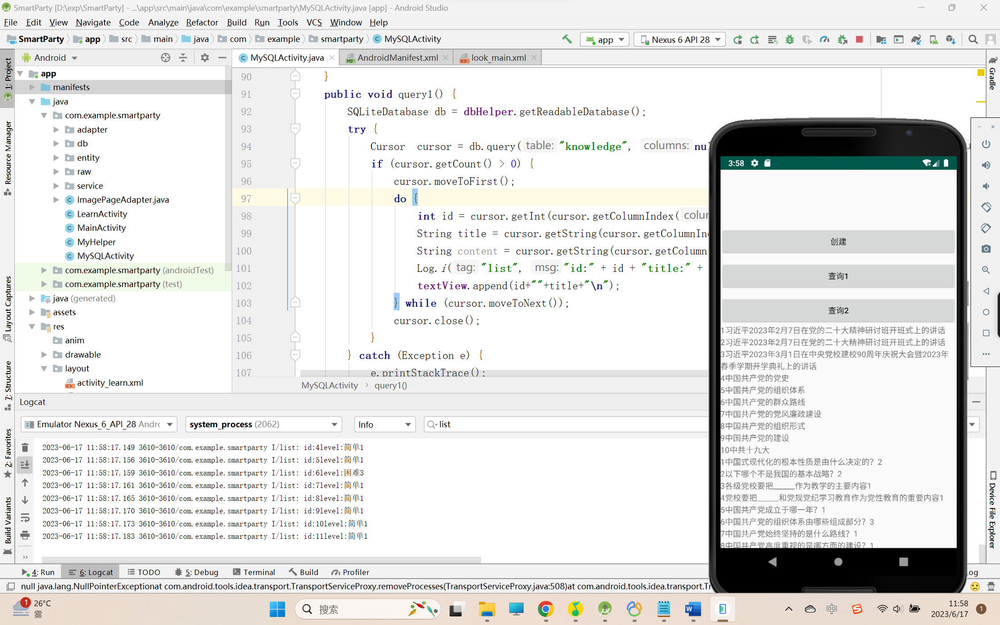 SmartParty [D:\exp\SmartParty] - ...\app\src\main\java\com\example\smartparty\MySQLActivity.java [app] - Android Studio
File Edit View Navigate Code Analyze Refactor Build Run Tools VCS Window Help
SmartParty app src main java com example smartparty MySQLActivity app Nexus 6 API 28
Android
MySQLActivity.java AndroidManifest.xml look_main.xml
1: Project
Resource Manager
Layout Captures
7: Structure
2: Favorites
Build Variants
app
manifests
java
com.example.smartparty
adapter
db
entity
raw
service
ImagePageAdapter.java
LearnActivity
MainActivity
MyHelper
MySQLActivity
com.example.smartparty (androidTest)
com.example.smartparty (test)
java (generated)
assets
res
anim
drawable
layout
activity_learn.xml
90 }
91 public void query1() {
92 SQLiteDatabase db = dbHelper.getReadableDatabase();
93 try {
94 Cursor cursor = db.query( table: "knowledge", columns: nul
95 if (cursor.getCount() > 0) {
96 cursor.moveToFirst();
97 do {
98 int id = cursor.getInt(cursor.getColumnIndex( colu
99 String title = cursor.getString(cursor.getColumnIn
100 String content = cursor.getString(cursor.getColumn
101 Log.i( tag: "list", msg: "id:" + id + "title:" +
102 textView.append(id+""+title+"\n");
103 } while (cursor.moveToNext());
104 cursor.close();
105 }
106 } catch (Exception e) {
107 e.printStackTrace();
MySQLActivity › query1()
Gradle
Device File Explorer
3:58
创建
查询1
查询2
1习近平2023年2月7日在党的二十大精神研讨班开班式上的讲话
2习近平2023年2月7日在党的二十大精神研讨班开班式上的讲话
3习近平2023年3月1日在中央党校建校90周年庆祝大会暨2023年
春季学期开学典礼上的讲话
4中国共产党的党史
5中国共产党的组织体系
6中国共产党的群众路线
7中国共产党的党风廉政建设
8中国共产党的组织形式
9中国共产党的建设
10中共十九大
1中国式现代化的根本性质是由什么决定的？2
2以下哪个不是我国的基本战略？2
3各级党校要把_____作为教学的主要内容1
4党校要把_____和党规党纪学习教育作为党性教育的重要内容1
5中国共产党成立于哪一年？1
6中国共产党的组织体系由哪些组成部分？3
7中国共产党始终坚持的是什么路线？1
8中国共产党高度重视的是哪方面的建设？1
Logcat
Emulator Nexus_6_API_28 Andro system_process (2062) Info list
2023-06-17 11:58:17.149 3610-3610/com.example.smartparty I/list: id:4level:简单1
2023-06-17 11:58:17.156 3610-3610/com.example.smartparty I/list: id:5level:简单1
2023-06-17 11:58:17.159 3610-3610/com.example.smartparty I/list: id:6level:困难3
2023-06-17 11:58:17.161 3610-3610/com.example.smartparty I/list: id:7level:简单1
2023-06-17 11:58:17.165 3610-3610/com.example.smartparty I/list: id:8level:简单1
2023-06-17 11:58:17.170 3610-3610/com.example.smartparty I/list: id:9level:简单1
2023-06-17 11:58:17.173 3610-3610/com.example.smartparty I/list: id:10level:简单1
2023-06-17 11:58:17.183 3610-3610/com.example.smartparty I/list: id:11level:简单1
4: Run 6: Logcat TODO 5: Debug Terminal Build Profiler og
null java.lang.NullPointerExceptionat com.android.tools.idea.transport.TransportServiceProxy.removeProcesses(TransportServiceProxy.java:508)at com.android.tools.idea.transport.Tr
1 26°C
雾
搜索
中
11:58
2023/6/17
1